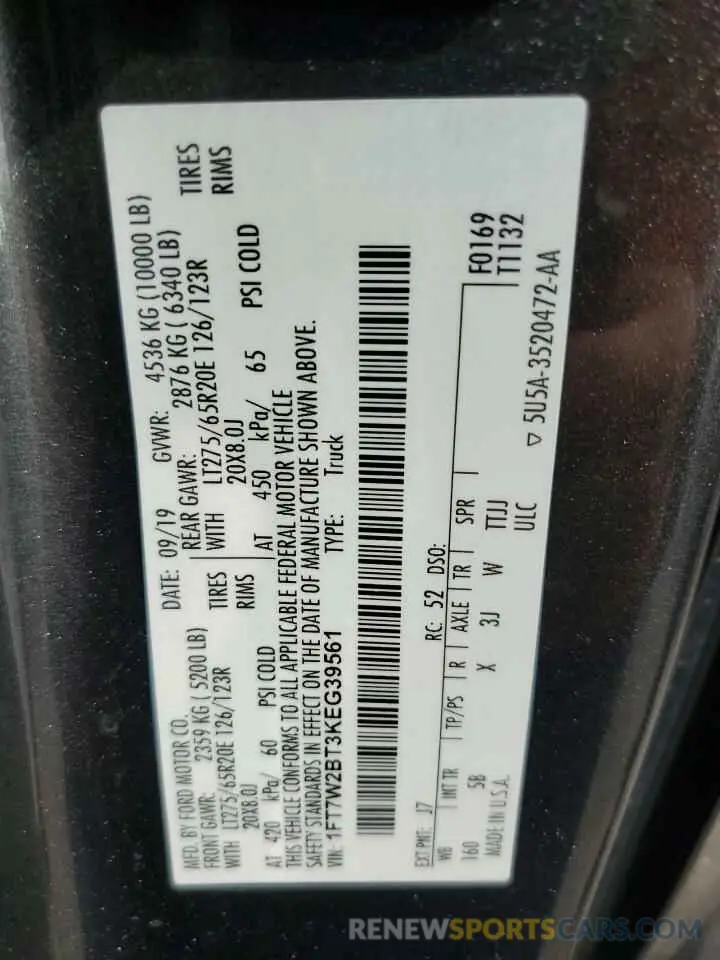 MFD. BY FORD MOTOR CO.
DATE: 09/19 GVWR: 4536 KG (10000 LB)
FRONT GAWR: 2359 KG ( 5200 LB) REAR GAWR: 2876 KG ( 6340 LB)
WITH LT275/65R20E 126/123R TIRES WITH LT275/65R20E 126/123R TIRES
20X8.0J RIMS 20X8.0J RIMS
AT 420 kPa/ 60 PSI COLD AT 450 kPa/ 65 PSI COLD
THIS VEHICLE CONFORMS TO ALL APPLICABLE FEDERAL MOTOR VEHICLE
SAFETY STANDARDS IN EFFECT ON THE DATE OF MANUFACTURE SHOWN ABOVE.
VIN: 1FT7W2BT3KEG39561 TYPE: Truck
EXT PNT: J7 RC: 52 DSO: F0169
WB INT TR TP/PS R AXLE TR SPR T1132
160 5B X 3J W TTJJ
MADE IN U.S.A. ULC ▽ 5U5A-3520472-AA
RENEWSPORTSCARS.COM